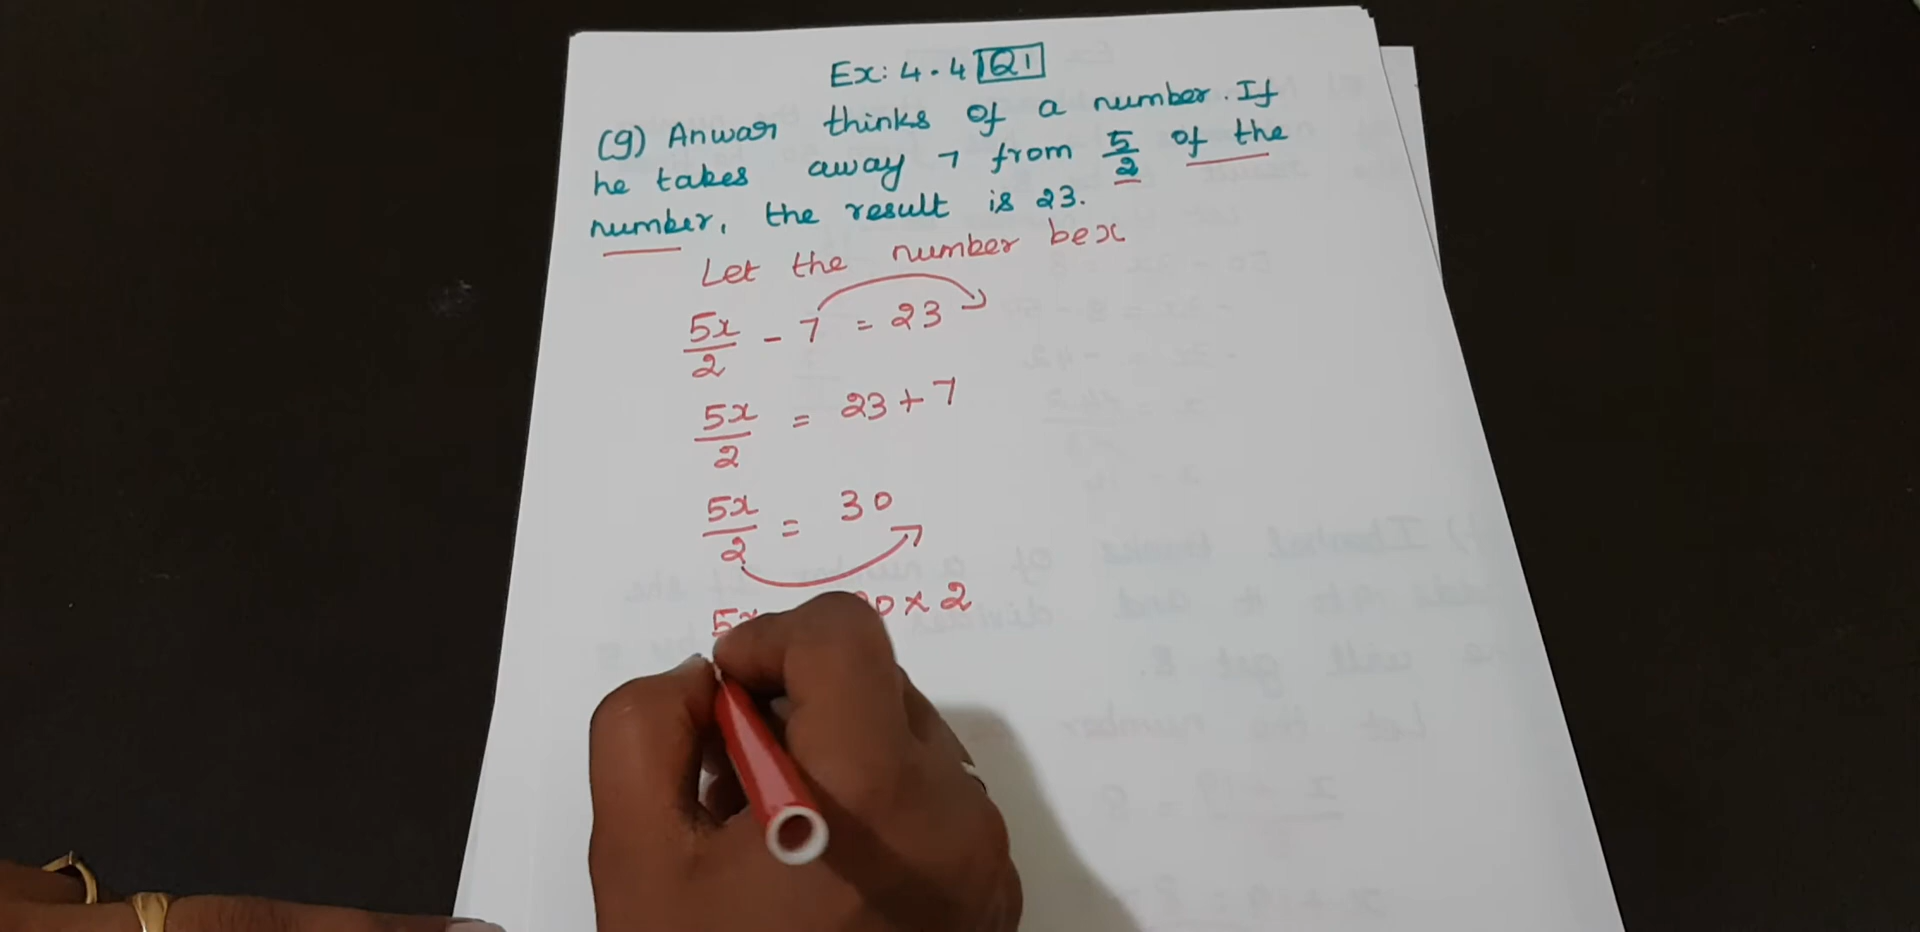 Ex: 4.4 Q1
(g) Anwar thinks of a number. If
he takes away 7 from 5/2 of the
number, the result is 23.
Let the number be x
5x/2 - 7 = 23
5x/2 = 23 + 7
5x/2 = 30
5x × 2